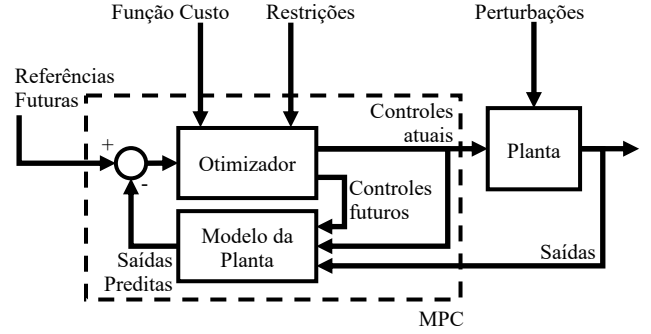 Função Custo
Restrições
Perturbações
Referências
Futuras
Controles
atuais
+
Otimizador
Planta
-
Controles
futuros
Modelo da
Planta
Saídas
Preditas
Saídas
MPC